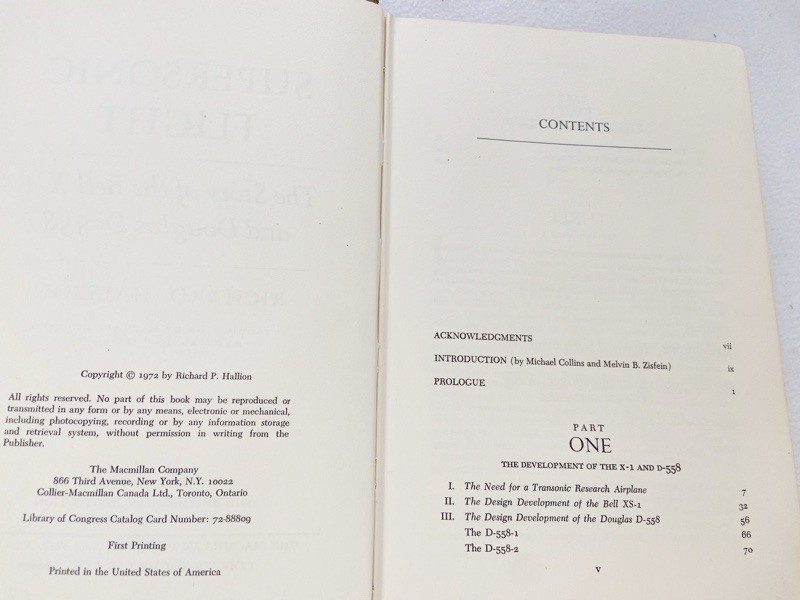 Copyright © 1972 by Richard P. Hallion
All rights reserved. No part of this book may be reproduced or
transmitted in any form or by any means, electronic or mechanical,
including photocopying, recording or by any information storage
and retrieval system, without permission in writing from the
Publisher.
The Macmillan Company
866 Third Avenue, New York, N.Y. 10022
Collier-Macmillan Canada Ltd., Toronto, Ontario
Library of Congress Catalog Card Number: 72-88809
First Printing
Printed in the United States of America
CONTENTS
ACKNOWLEDGMENTS vii
INTRODUCTION (by Michael Collins and Melvin B. Zisfein) ix
PROLOGUE 1
PART
ONE
THE DEVELOPMENT OF THE X-1 AND D-558
I. The Need for a Transonic Research Airplane 7
II. The Design Development of the Bell XS-1 32
III. The Design Development of the Douglas D-558 56
The D-558-1 66
The D-558-2 70
v